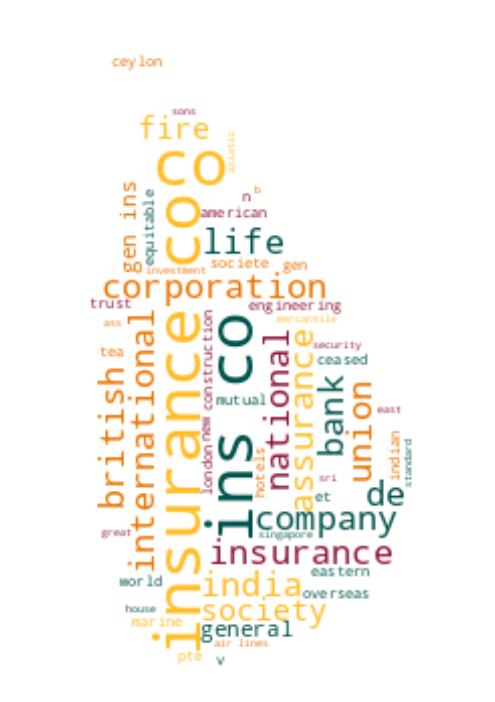 ceylon
sons
fire
asiatic
co
b
n
gen ins
equitable
american
life
societe
gen
investment
corporation
trust
engineering
mercantile
insurance co
ins co
ass
international
construction
national
assurance
security
tea
ceased
british
bank
mutual
union
east
new
london
hotels
indian
standard
sri
de
et
company
great
singapore
insurance
eastern
world
india
overseas
house
society
marine
general
air lines
pte
v